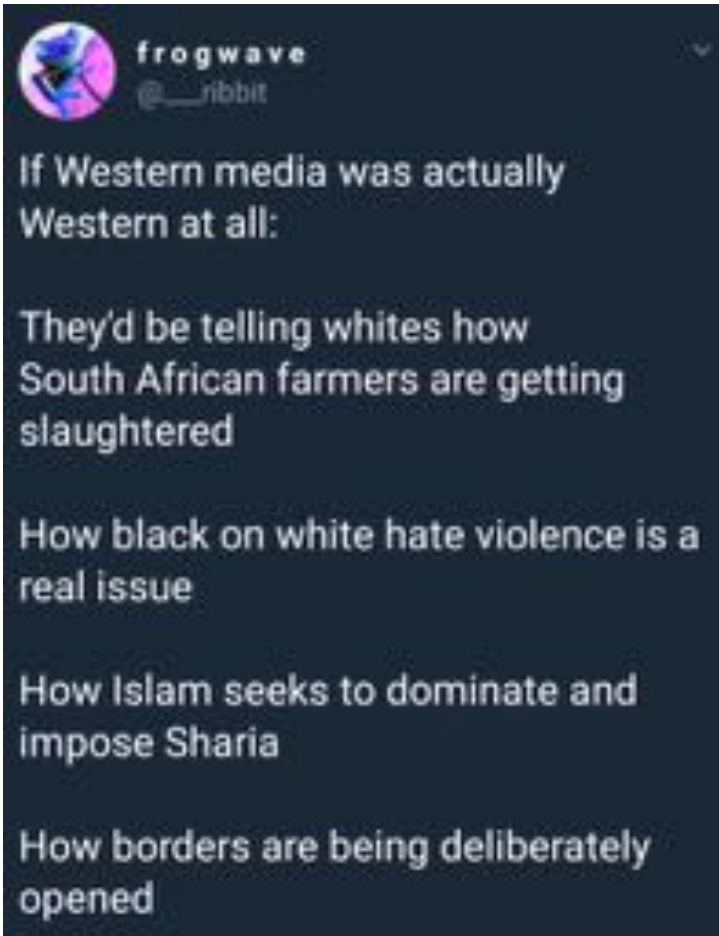 frogwave
@__ribbit
If Western media was actually
Western at all:
They'd be telling whites how
South African farmers are getting
slaughtered
How black on white hate violence is a
real issue
How Islam seeks to dominate and
impose Sharia
How borders are being deliberately
opened